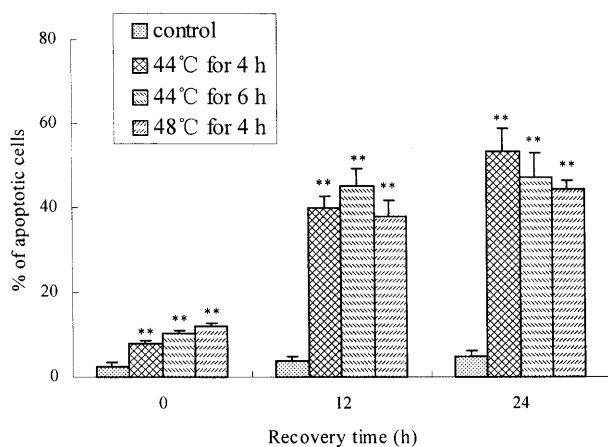 control
44℃ for 4 h
44℃ for 6 h
48℃ for 4 h
80
60
40
20
0
% of apoptotic cells
** ** **
** ** **
** ** **
0 12 24
Recovery time (h)